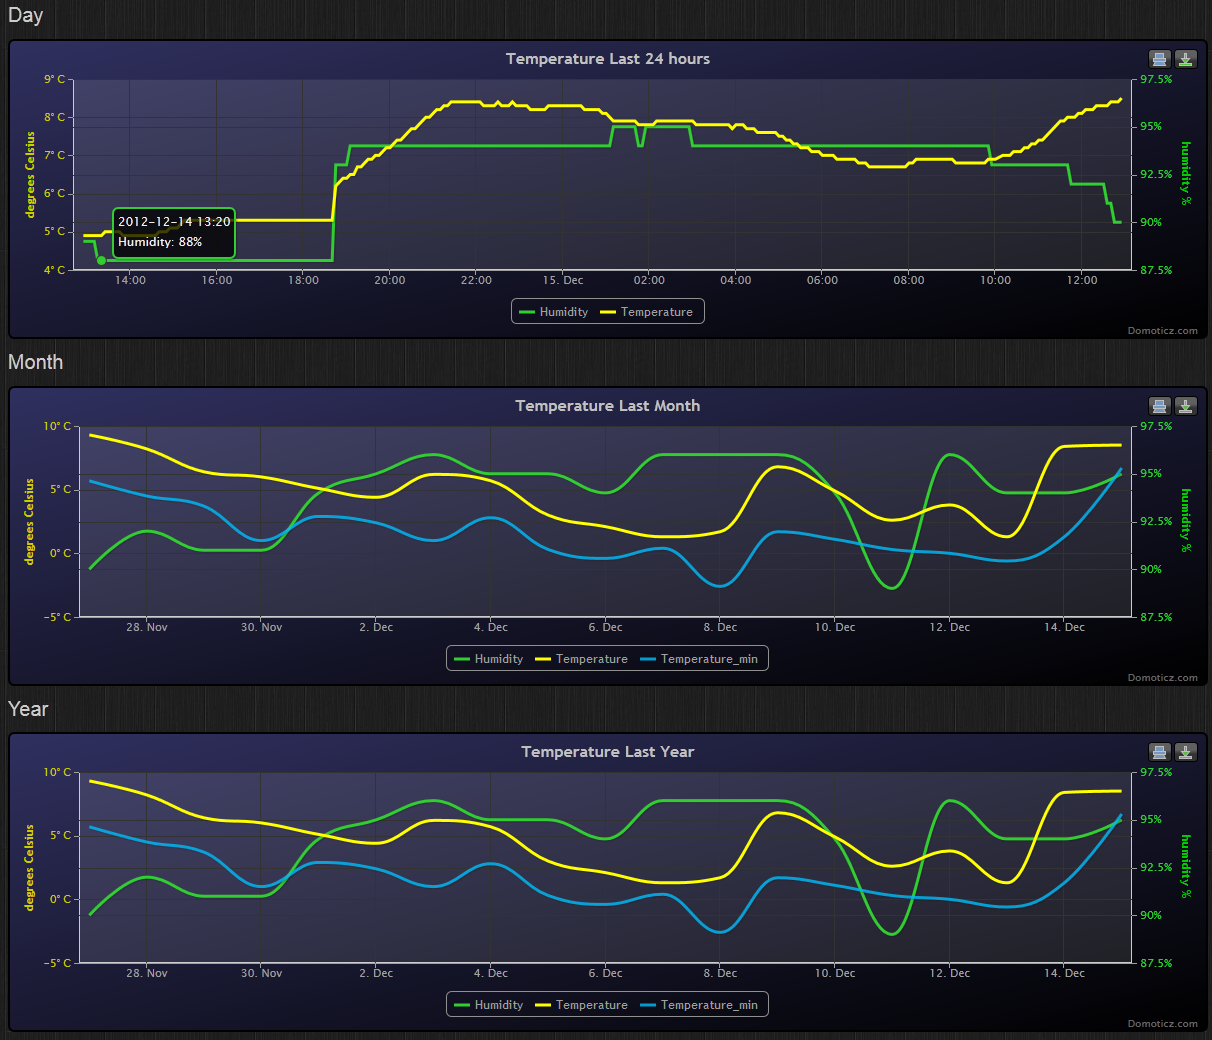 Day
Temperature Last 24 hours
9° C
8° C
7° C
6° C
5° C
4° C
degrees Celsius
97.5%
95%
92.5%
90%
87.5%
humidity %
2012-12-14 13:20
Humidity: 88%
14:00 16:00 18:00 20:00 22:00 15. Dec 02:00 04:00 06:00 08:00 10:00 12:00
Humidity Temperature
Domoticz.com
Month
Temperature Last Month
10° C
5° C
0° C
-5° C
degrees Celsius
97.5%
95%
92.5%
90%
87.5%
humidity %
28. Nov 30. Nov 2. Dec 4. Dec 6. Dec 8. Dec 10. Dec 12. Dec 14. Dec
Humidity Temperature Temperature_min
Domoticz.com
Year
Temperature Last Year
10° C
5° C
0° C
-5° C
degrees Celsius
97.5%
95%
92.5%
90%
87.5%
humidity %
28. Nov 30. Nov 2. Dec 4. Dec 6. Dec 8. Dec 10. Dec 12. Dec 14. Dec
Humidity Temperature Temperature_min
Domoticz.com